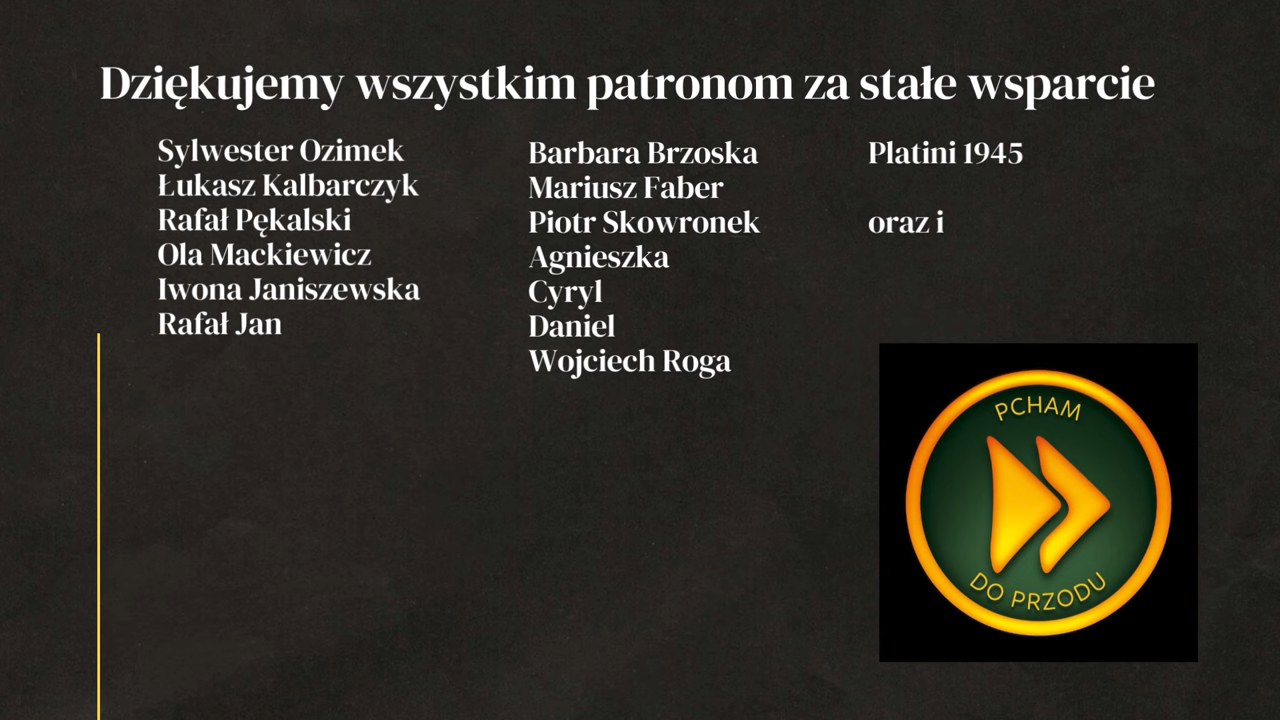 Dziękujemy wszystkim patronom za stałe wsparcie
Sylwester Ozimek
Łukasz Kalbarczyk
Rafał Pękalski
Ola Mackiewicz
Iwona Janiszewska
Rafał Jan
Barbara Brzoska
Mariusz Faber
Piotr Skowronek
Agnieszka
Cyryl
Daniel
Wojciech Roga
Platini 1945
oraz i
PCHAM
DO PRZODU